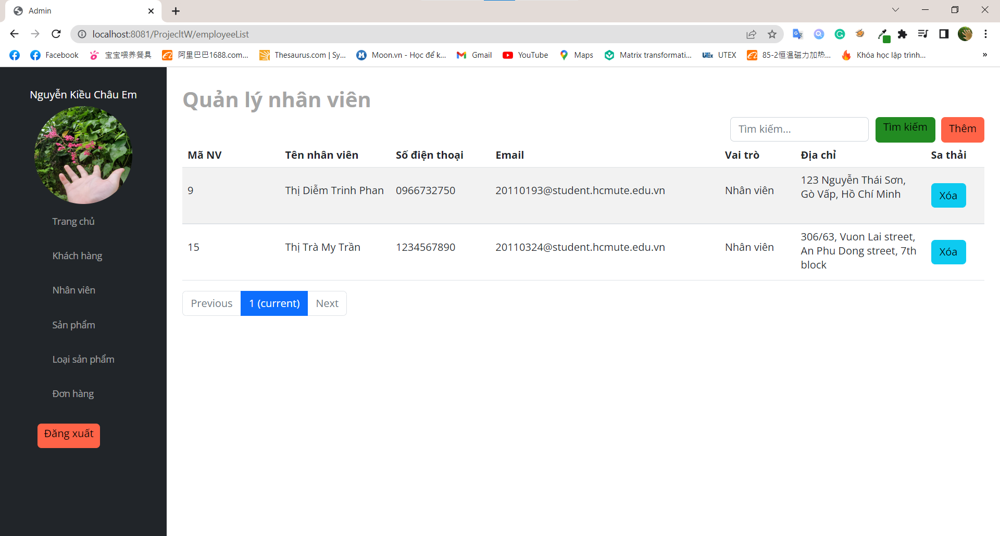 Admin
localhost:8081/ProjecltW/employeeList
Facebook 宝宝喂养餐具 阿里巴巴1688.com... Thesaurus.com | Sy... Moon.vn - Học để k... Gmail YouTube Maps Matrix transformati... UTEX 85-2恒温磁力加热... Khóa học lập trình... »
Nguyễn Kiều Châu Em
Trang chủ
Khách hàng
Nhân viên
Sản phẩm
Loại sản phẩm
Đơn hàng
Đăng xuất
Quản lý nhân viên
Tìm kiếm... Tìm kiếm Thêm
Mã NV Tên nhân viên Số điện thoại Email Vai trò Địa chỉ Sa thải
9 Thị Diễm Trinh Phan 0966732750 20110193@student.hcmute.edu.vn Nhân viên 123 Nguyễn Thái Sơn,
Gò Vấp, Hồ Chí Minh
Xóa
15 Thị Trà My Trần 1234567890 20110324@student.hcmute.edu.vn Nhân viên 306/63, Vuon Lai street,
An Phu Dong street, 7th
block
Xóa
Previous 1 (current) Next